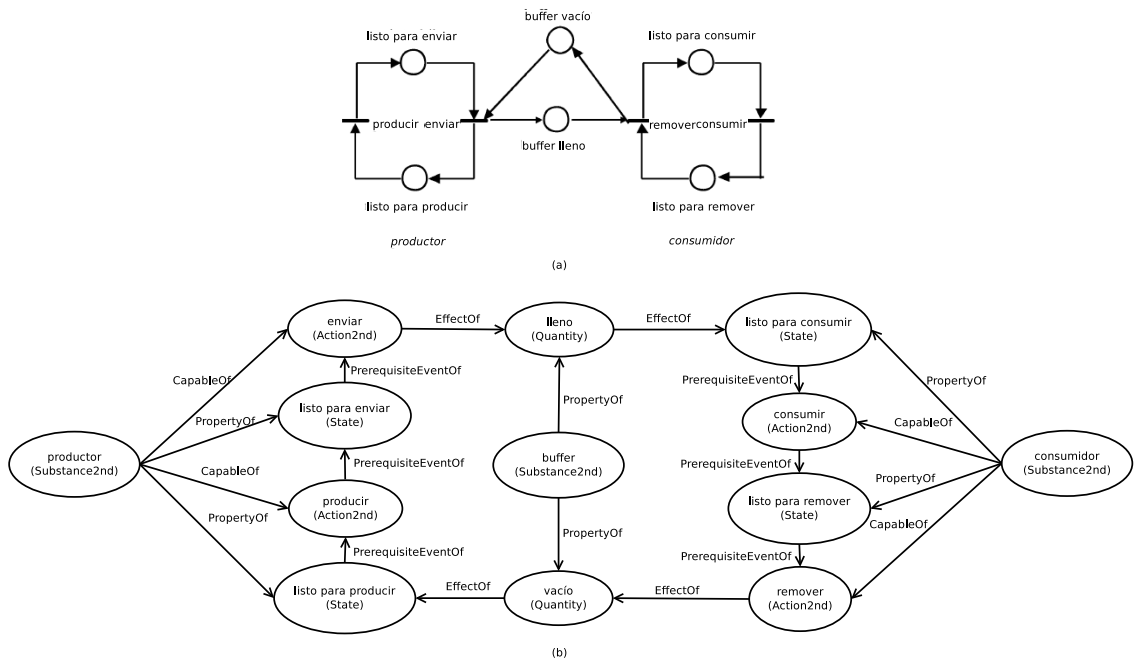 buffer vacío
listo para enviar
listo para consumir
producir enviar
remover consumir
buffer lleno
listo para producir
listo para remover
productor
consumidor
(a)
enviar
(Action2nd)
EffectOf
lleno
(Quantity)
EffectOf
listo para consumir
(State)
CapableOf
PrerequisiteEventOf
PrerequisiteEventOf
PropertyOf
PropertyOf
listo para enviar
(State)
PropertyOf
consumir
(Action2nd)
CapableOf
productor
(Substance2nd)
CapableOf
PrerequisiteEventOf
buffer
(Substance2nd)
PrerequisiteEventOf
consumidor
(Substance2nd)
PropertyOf
producir
(Action2nd)
listo para remover
(State)
PropertyOf
CapableOf
PrerequisiteEventOf
PropertyOf
PrerequisiteEventOf
listo para producir
(State)
EffectOf
vacío
(Quantity)
EffectOf
remover
(Action2nd)
(b)